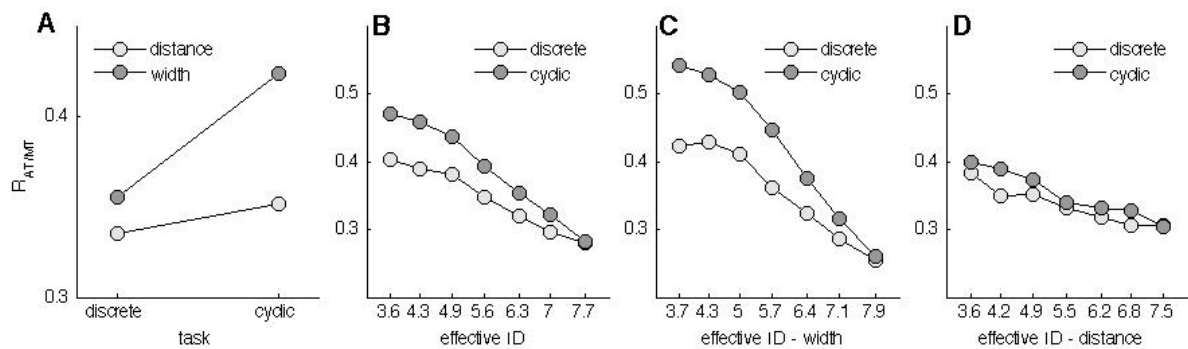 A
distance
width
0.4
0.3
R_AT/MT
discrete cyclic
task
B
discrete
cyclic
0.5
0.4
0.3
3.6 4.3 4.9 5.6 6.3 7 7.7
effective ID
C
discrete
cyclic
0.5
0.4
0.3
3.7 4.3 5 5.7 6.4 7.1 7.9
effective ID - width
D
discrete
cyclic
0.5
0.4
0.3
3.6 4.2 4.9 5.5 6.2 6.8 7.5
effective ID - distance